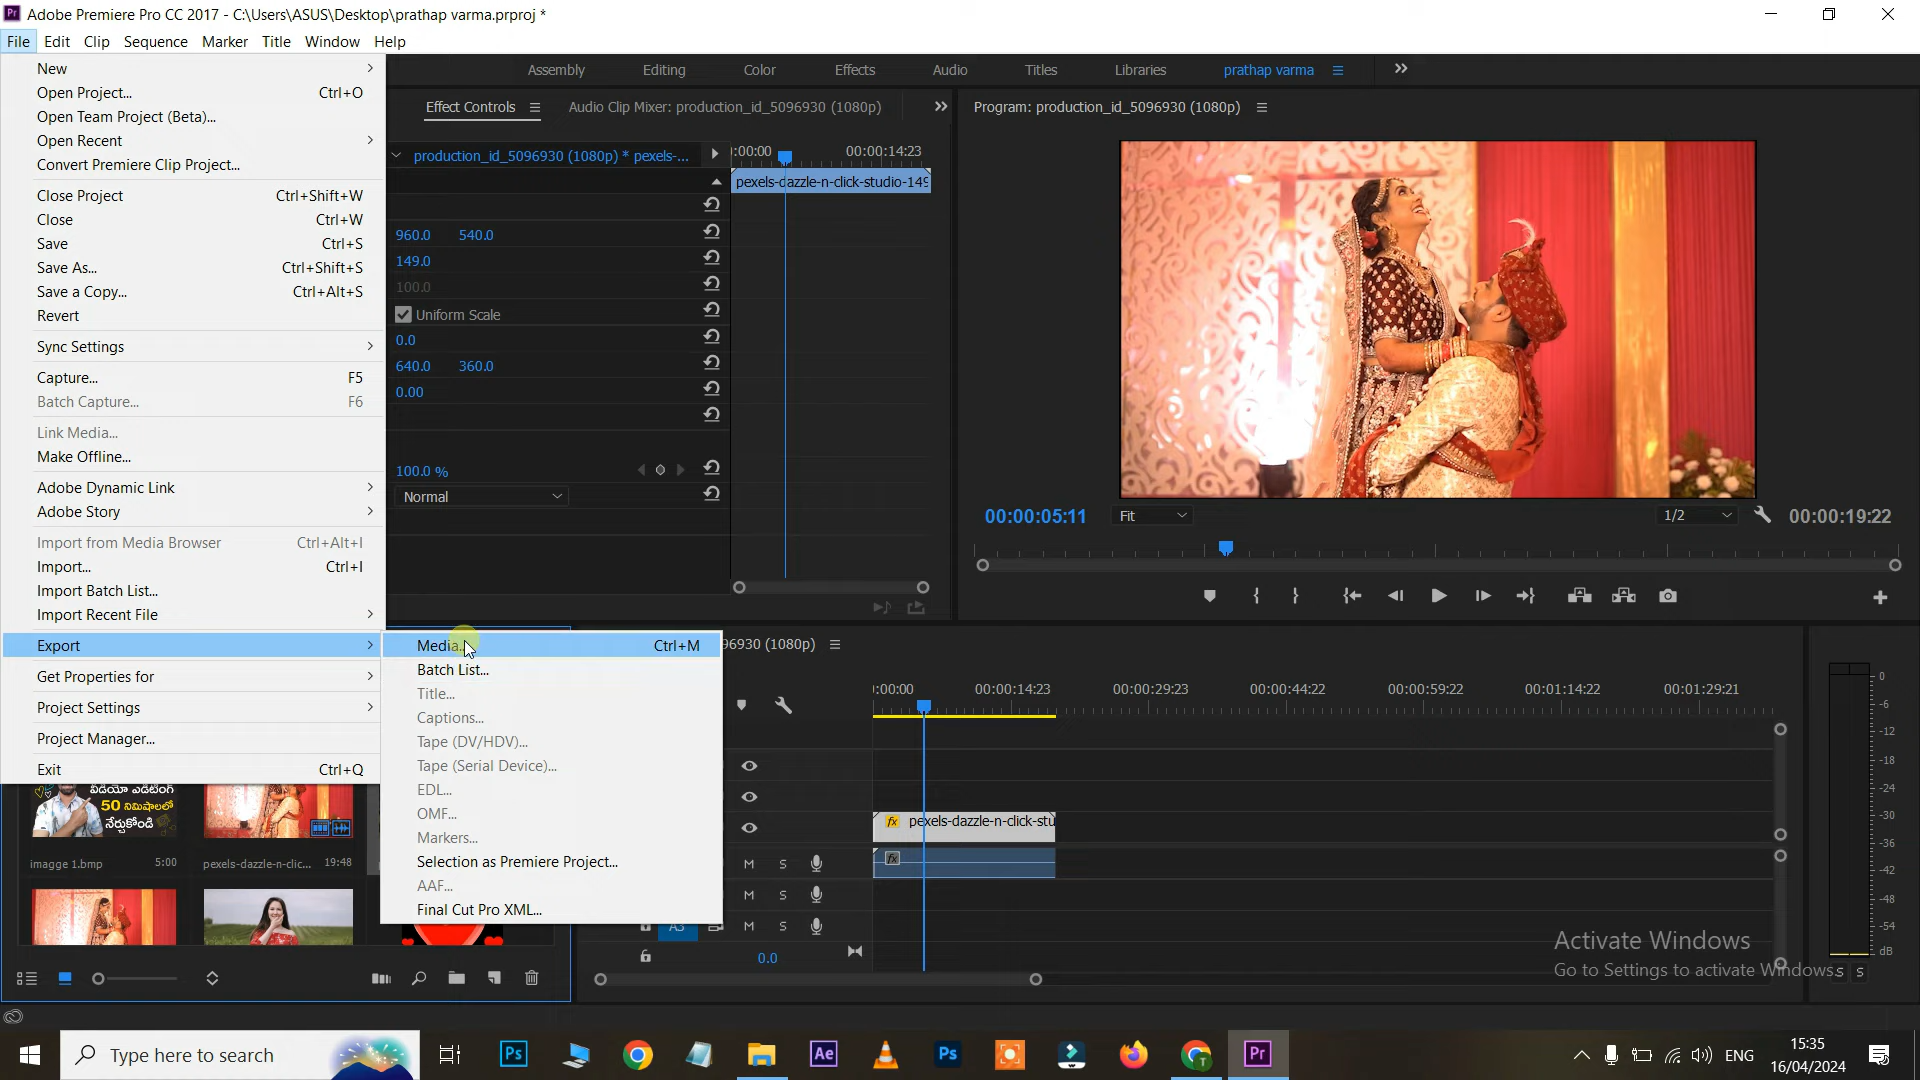 Pr Adobe Premiere Pro CC 2017 - C:\Users\ASUS\Desktop\prathap varma.prproj *
File Edit Clip Sequence Marker Title Window Help
New
Open Project... Ctrl+O
Open Team Project (Beta)...
Open Recent
Convert Premiere Clip Project...
Close Project Ctrl+Shift+W
Close Ctrl+W
Save Ctrl+S
Save As... Ctrl+Shift+S
Save a Copy... Ctrl+Alt+S
Revert
Sync Settings
Capture... F5
Batch Capture... F6
Link Media...
Make Offline...
Adobe Dynamic Link
Adobe Story
Import from Media Browser Ctrl+Alt+I
Import... Ctrl+I
Import Batch List...
Import Recent File
Export
Get Properties for
Project Settings
Project Manager...
Exit Ctrl+Q
Media... Ctrl+M
Batch List...
Title...
Captions...
Tape (DV/HDV)...
Tape (Serial Device)...
EDL...
OMF...
Markers...
Selection as Premiere Project...
AAF...
Final Cut Pro XML...
Assembly Editing Color Effects Audio Titles Libraries prathap varma
Effect Controls Audio Clip Mixer: production_id_5096930 (1080p)
production_id_5096930 (1080p) * pexels-...
:00:00 00:00:14:23
pexels-dazzle-n-click-studio-149
960.0 540.0
149.0
100.0
Uniform Scale
0.0
640.0 360.0
0.00
100.0 %
Normal
Program: production_id_5096930 (1080p)
00:00:05:11 Fit 1/2 00:00:19:22
96930 (1080p)
:00:00 00:00:14:23 00:00:29:23 00:00:44:22 00:00:59:22 00:01:14:22 00:01:29:21
fx pexels-dazzle-n-click-stu
M S fx
M S
A3 M S
0.0
0
-6
-12
-18
-24
-30
-36
-42
-48
-54
dB
S S
వీడియో ఎడిటింగ్
50 నిమిషాలలో
నేర్చుకోండి
imagge 1.bmp 5:00
pexels-dazzle-n-clic... 19:48
Activate Windows
Go to Settings to activate Windows.
Type here to search
Ps Ae Ps T Pr
ENG
15:35
16/04/2024